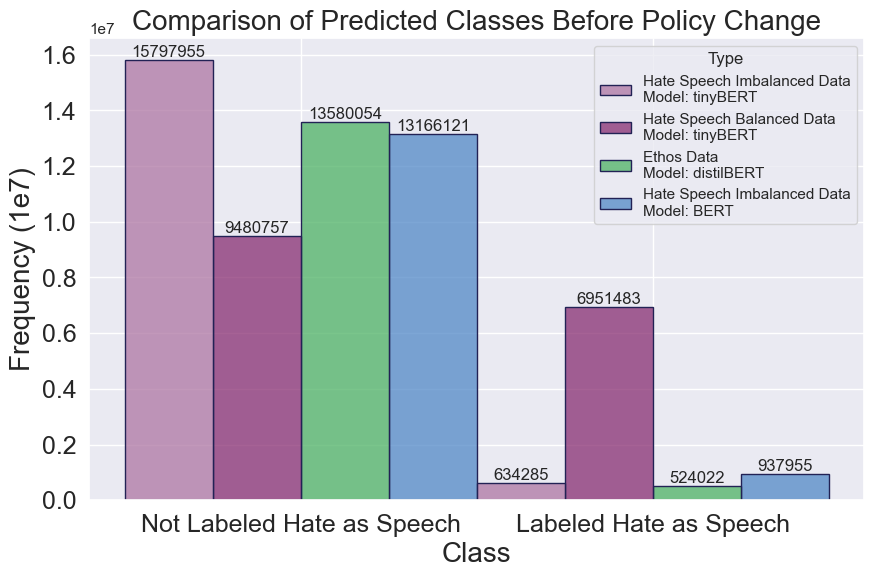 Comparison of Predicted Classes Before Policy Change
1e7
Frequency (1e7)
1.6
1.4
1.2
1.0
0.8
0.6
0.4
0.2
0.0
15797955
9480757
13580054
13166121
634285
6951483
524022
937955
Type
Hate Speech Imbalanced Data
Model: tinyBERT
Hate Speech Balanced Data
Model: tinyBERT
Ethos Data
Model: distilBERT
Hate Speech Imbalanced Data
Model: BERT
Not Labeled Hate as Speech
Labeled Hate as Speech
Class